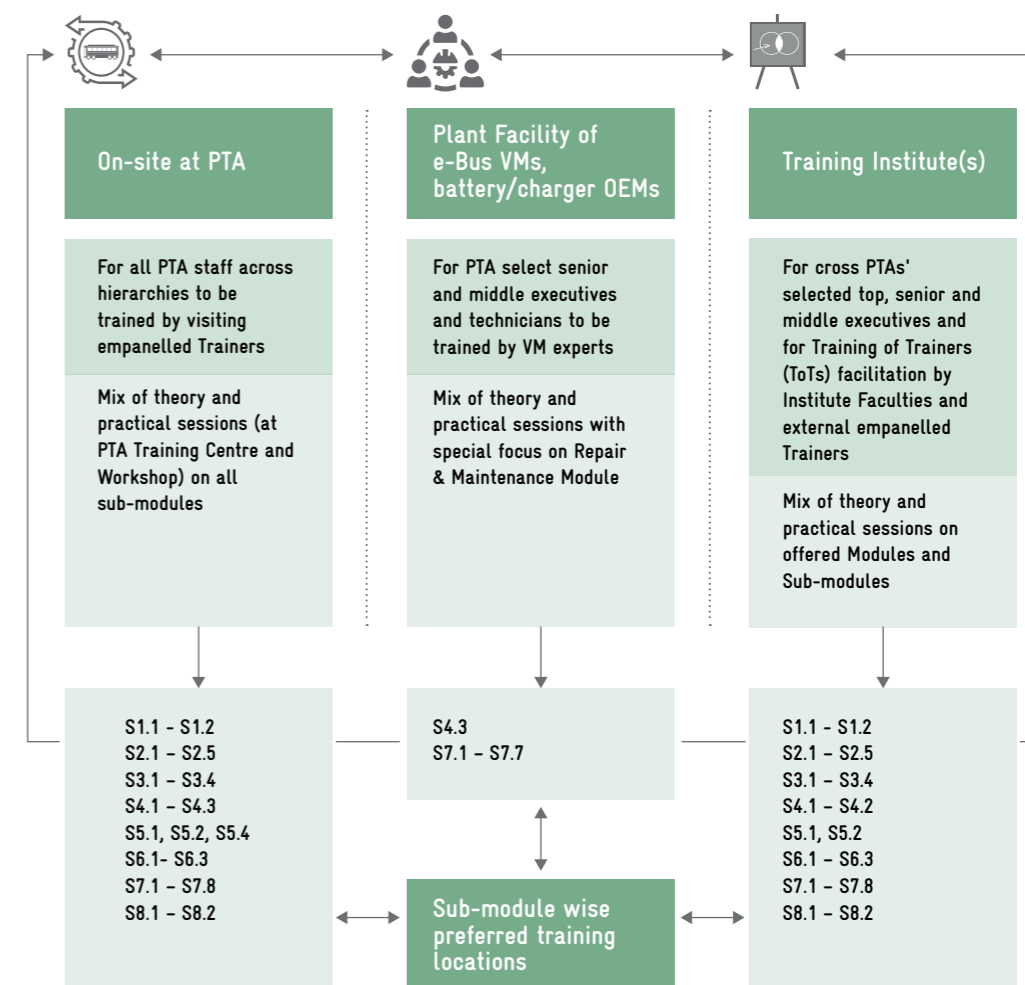 On-site at PTA
Plant Facility of
e-Bus VMs,
battery/charger OEMs
Training Institute(s)
For all PTA staff across
hierarchies to be
trained by visiting
empanelled Trainers
Mix of theory and
practical sessions (at
PTA Training Centre and
Workshop) on all
sub-modules
For PTA select senior
and middle executives
and technicians to be
trained by VM experts
Mix of theory and
practical sessions with
special focus on Repair
& Maintenance Module
For cross PTAs'
selected top, senior and
middle executives and
for Training of Trainers
(ToTs) facilitation by
Institute Faculties and
external empanelled
Trainers
Mix of theory and
practical sessions on
offered Modules and
Sub-modules
S1.1 - S1.2
S2.1 – S2.5
S3.1 – S3.4
S4.1 – S4.3
S5.1, S5.2, S5.4
S6.1- S6.3
S7.1 – S7.8
S8.1 – S8.2
S4.3
S7.1 – S7.7
Sub-module wise
preferred training
locations
S1.1 - S1.2
S2.1 – S2.5
S3.1 – S3.4
S4.1 – S4.2
S5.1, S5.2
S6.1 – S6.3
S7.1 – S7.8
S8.1 – S8.2